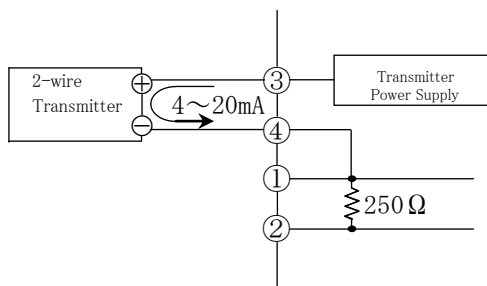 2-wire
Transmitter
+
−
4～20mA
③
④
①
②
Transmitter
Power Supply
250Ω